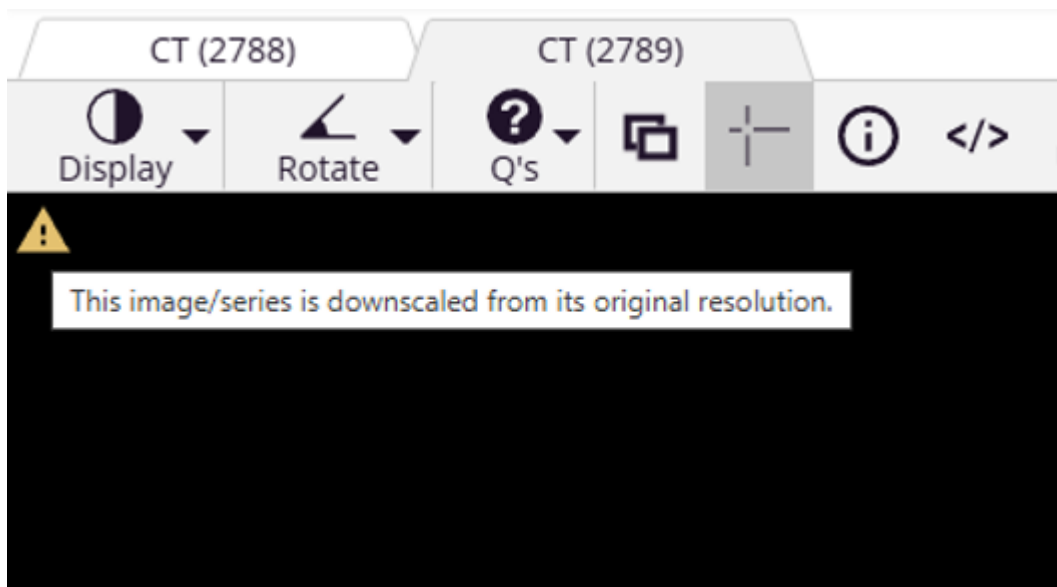 CT (2788)
CT (2789)
Display
Rotate
Q's
</>
This image/series is downscaled from its original resolution.